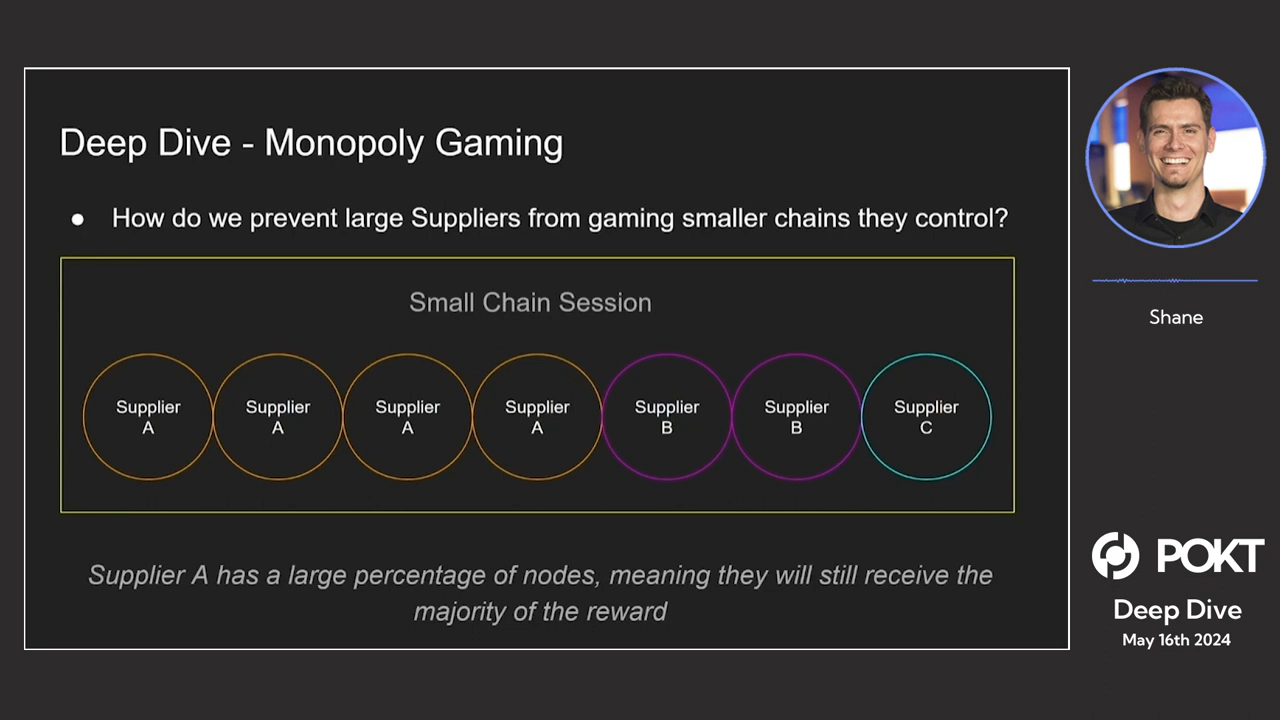 Deep Dive - Monopoly Gaming
● How do we prevent large Suppliers from gaming smaller chains they control?
Small Chain Session
Supplier
A
Supplier
A
Supplier
A
Supplier
A
Supplier
B
Supplier
B
Supplier
C
Supplier A has a large percentage of nodes, meaning they will still receive the
majority of the reward
Shane
POKT
Deep Dive
May 16th 2024